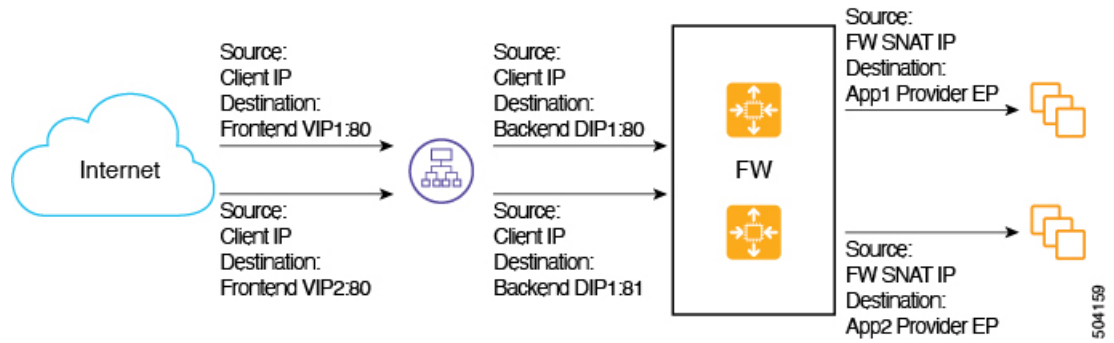 Internet
Source:
Client IP
Destination:
Frontend VIP1:80
Source:
Client IP
Destination:
Frontend VIP2:80
Source:
Client IP
Destination:
Backend DIP1:80
Source:
Client IP
Destination:
Backend DIP1:81
FW
Source:
FW SNAT IP
Destination:
App1 Provider EP
Source:
FW SNAT IP
Destination:
App2 Provider EP
504159